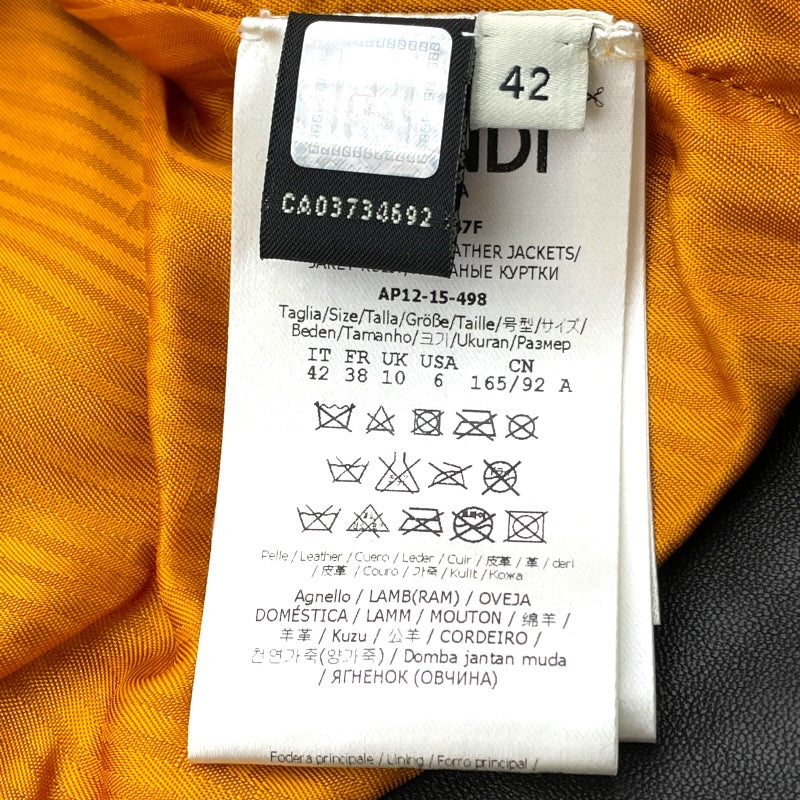 42
NDI
CA03734692
47F
ATHER JACKETS/
НЫЕ КУРТКИ
AP12-15-498
Taglia/Size/Talla/Größe/Taille/号型/サイズ/
Beden/Tamanho/크기/Ukuran/Размер
IT FR UK USA CN
42 38 10 6 165/92 A
Pelle / Leather / Cuero / Leder / Cuir / 皮革 / 革 / deri
/ 皮革 / Couro / 가죽 / Kulit / Кожа
Agnello / LAMB(RAM) / OVEJA
DOMÉSTICA / LAMM / MOUTON / 绵羊 /
羊革 / Kuzu / 公羊 / CORDEIRO /
천연가죽(양가죽) / Domba jantan muda
/ ЯГНЕНОК (ОВЧИНА)
Fodera principale / Lining / Forro principal /